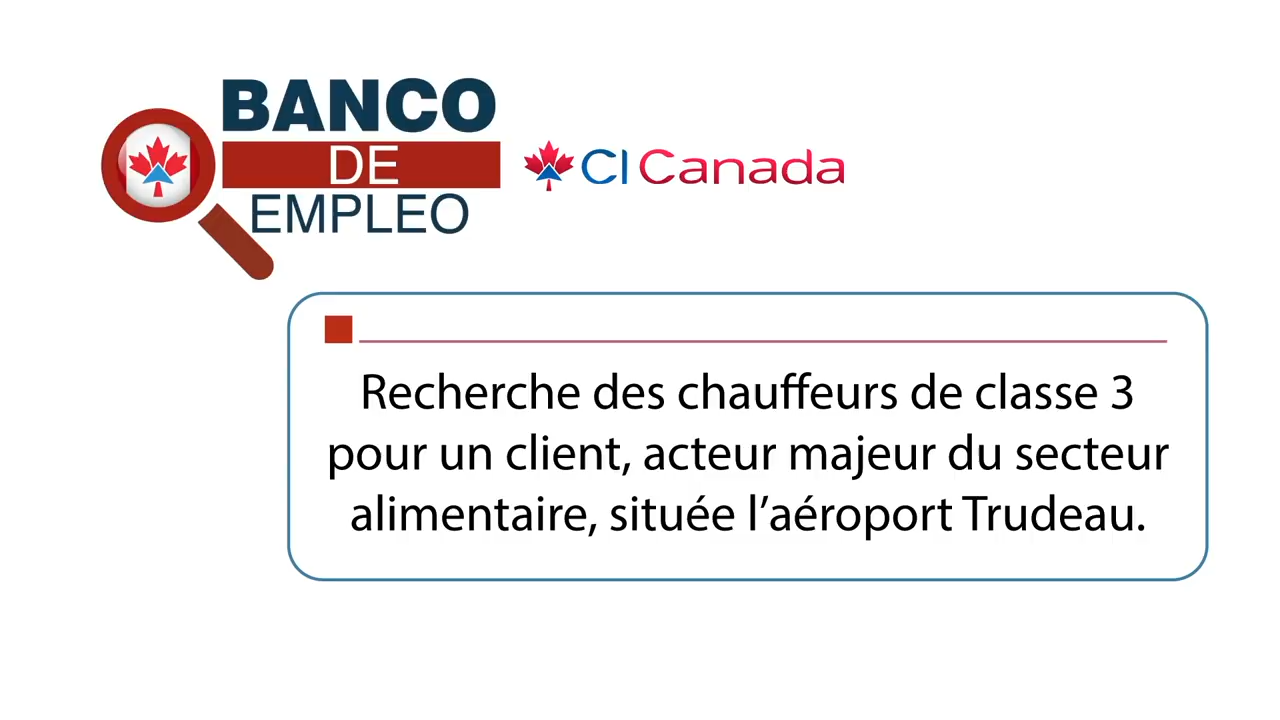 BANCO
DE
EMPLEO
CI Canada
Recherche des chauffeurs de classe 3
pour un client, acteur majeur du secteur
alimentaire, située l’aéroport Trudeau.